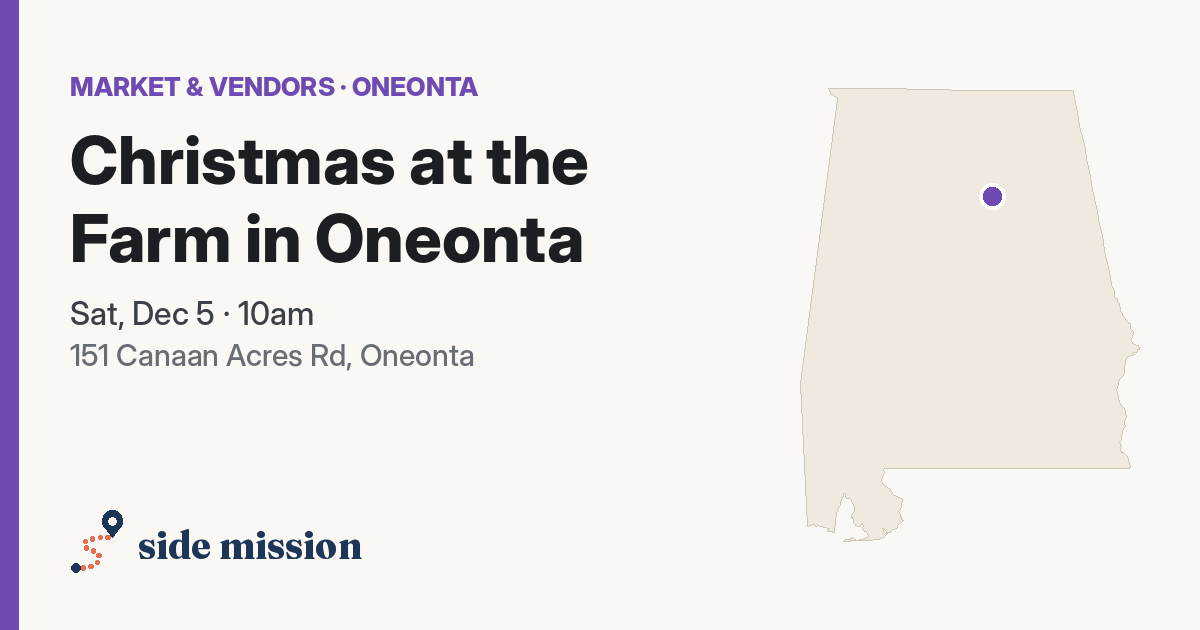 MARKET & VENDORS · ONEONTA
Christmas at the
Farm in Oneonta
Sat, Dec 5 · 10am
151 Canaan Acres Rd, Oneonta
side mission